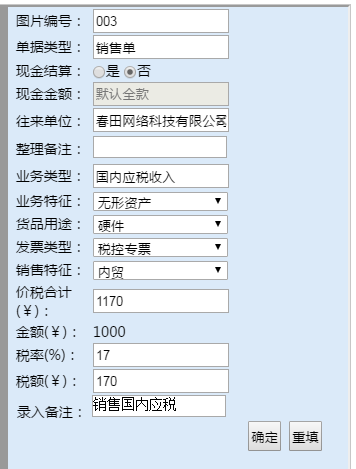 图片编号： 003
单据类型： 销售单
现金结算： 是 否
现金金额： 默认全款
往来单位： 春田网络科技有限公司
整理备注：
业务类型： 国内应税收入
业务特征： 无形资产
货品用途： 硬件
发票类型： 税控专票
销售特征： 内贸
价税合计
(￥)： 1170
金额(￥)： 1000
税率(%)： 17
税额(￥)： 170
录入备注： 销售国内应税
确定 重填